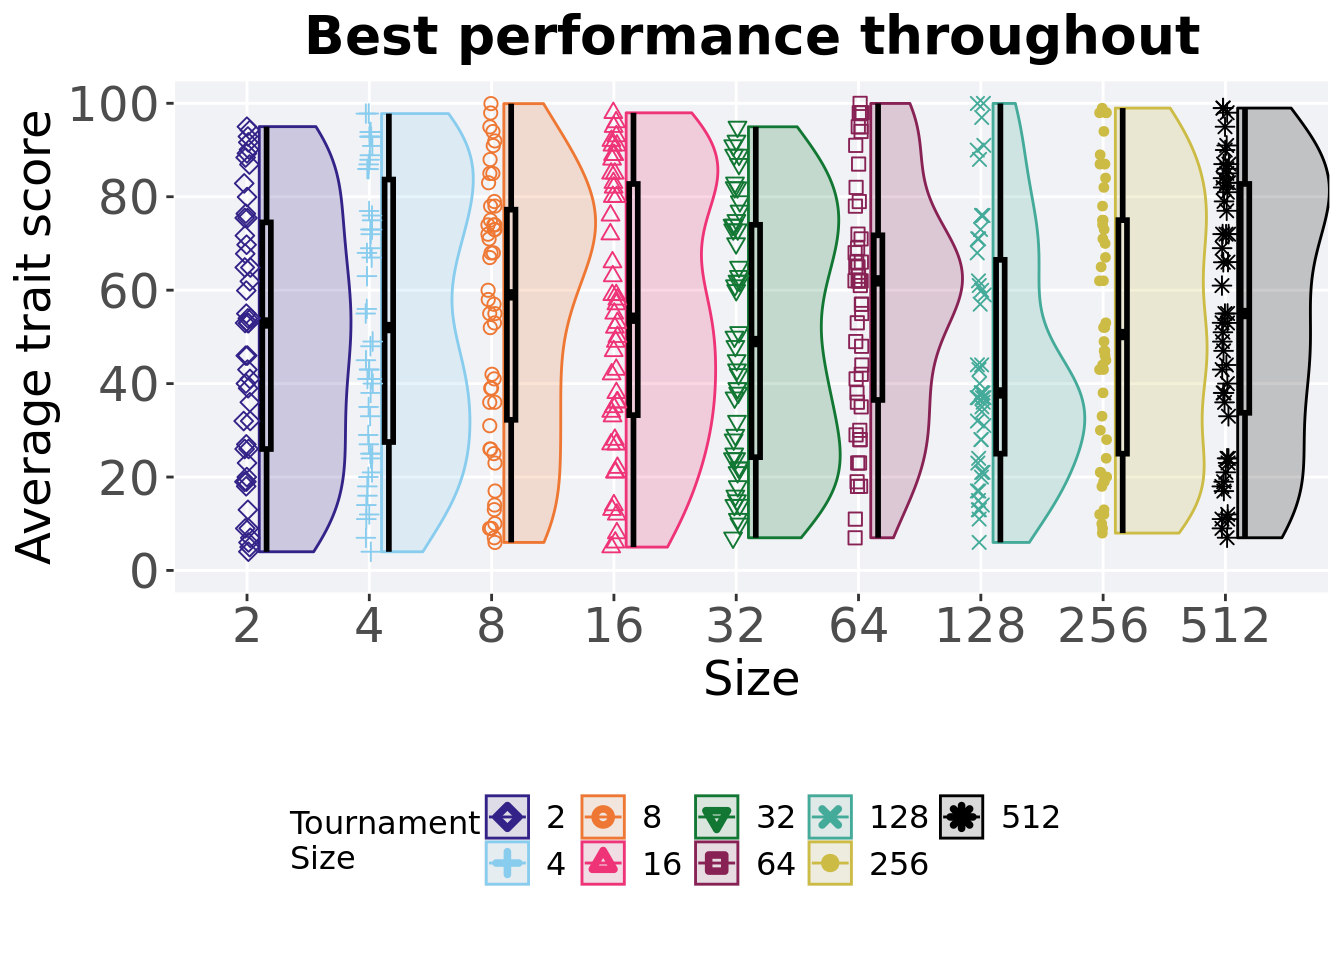 Best performance throughout
Average trait score
100
80
60
40
20
0
2 4 8 16 32 64 128 256 512
Size
Tournament
Size
2 8 32 128 512
4 16 64 256